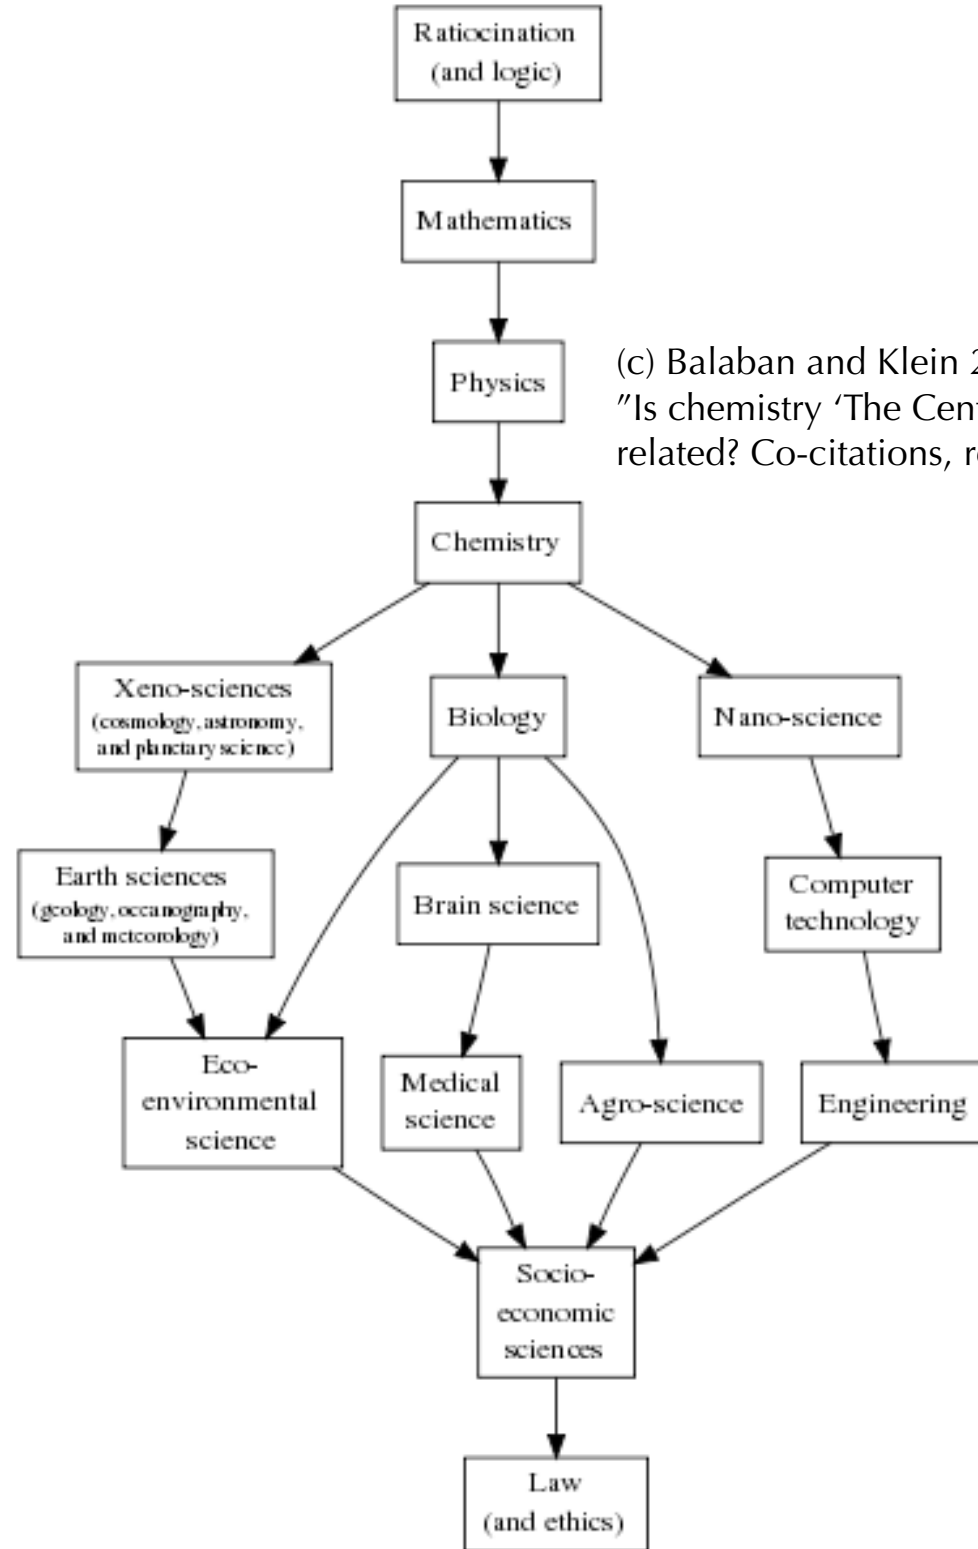 Ratiocination
(and logic)
Mathematics
Physics
(c) Balaban and Klein 2
"Is chemistry ‘The Cent
related? Co-citations, re
Chemistry
Xeno-sciences
(cosmology, astronomy,
and planetary science)
Biology
Nano-science
Earth sciences
(geology, oceanography,
and meteorology)
Brain science
Computer
technology
Eco-
environmental
science
Medical
science
Agro-science
Engineering
Socio-
economic
sciences
Law
(and ethics)